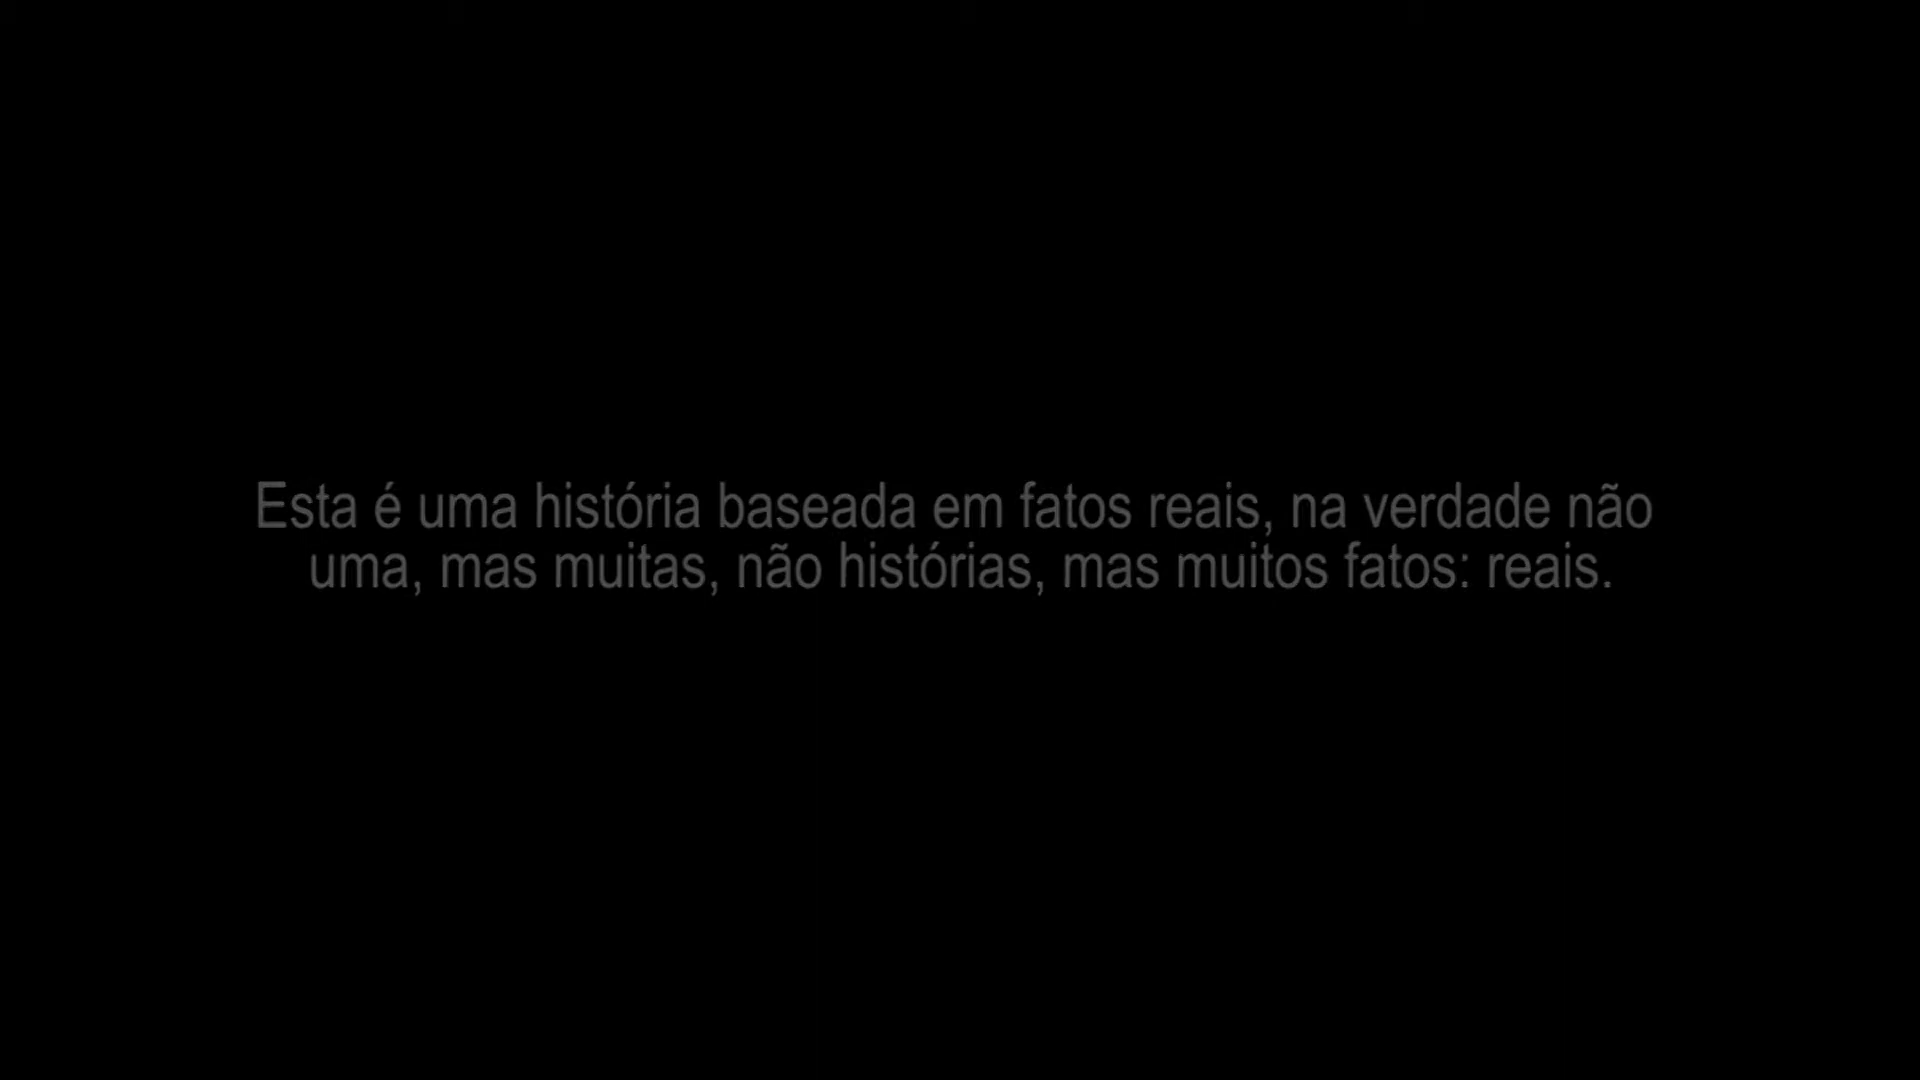 Esta é uma história baseada em fatos reais, na verdade não
uma, mas muitas, não histórias, mas muitos fatos: reais.